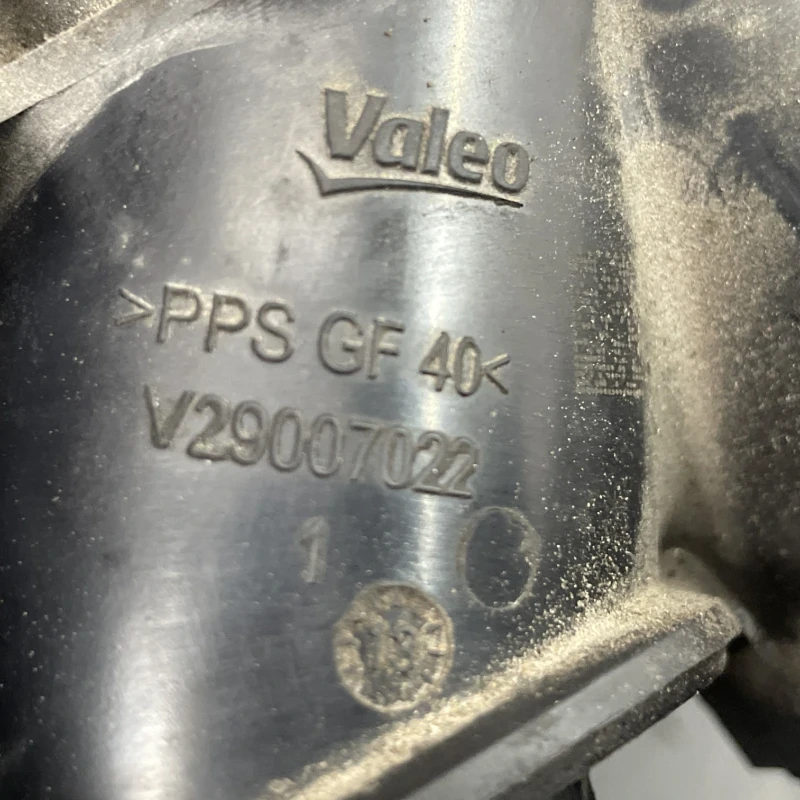 Valeo
>PPS GF 40<
V29007022
1